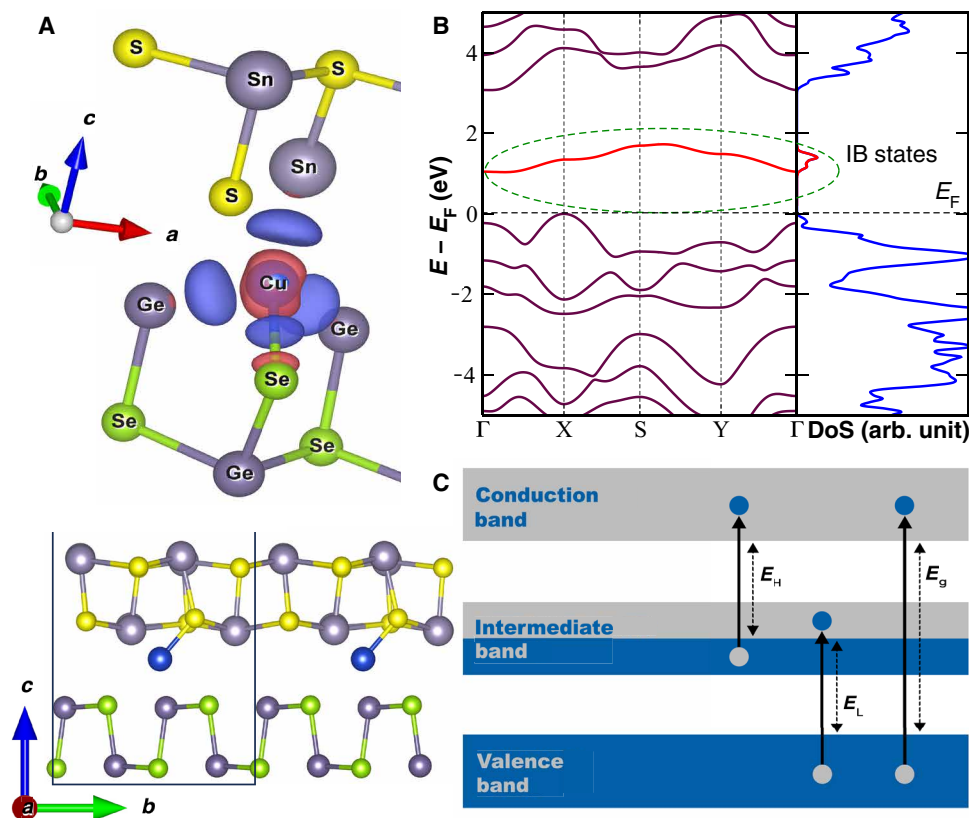 A
S
Sn
S
c
Sn
b
S
a
Cu
Ge
Ge
Se
Se
Se
Ge
c
a
b
B
E − E_F (eV)
4
2
0
-2
-4
IB states
E_F
Γ
X
S
Y
Γ
DoS (arb. unit)
C
Conduction
band
E_H
E_g
Intermediate
band
E_L
Valence
band